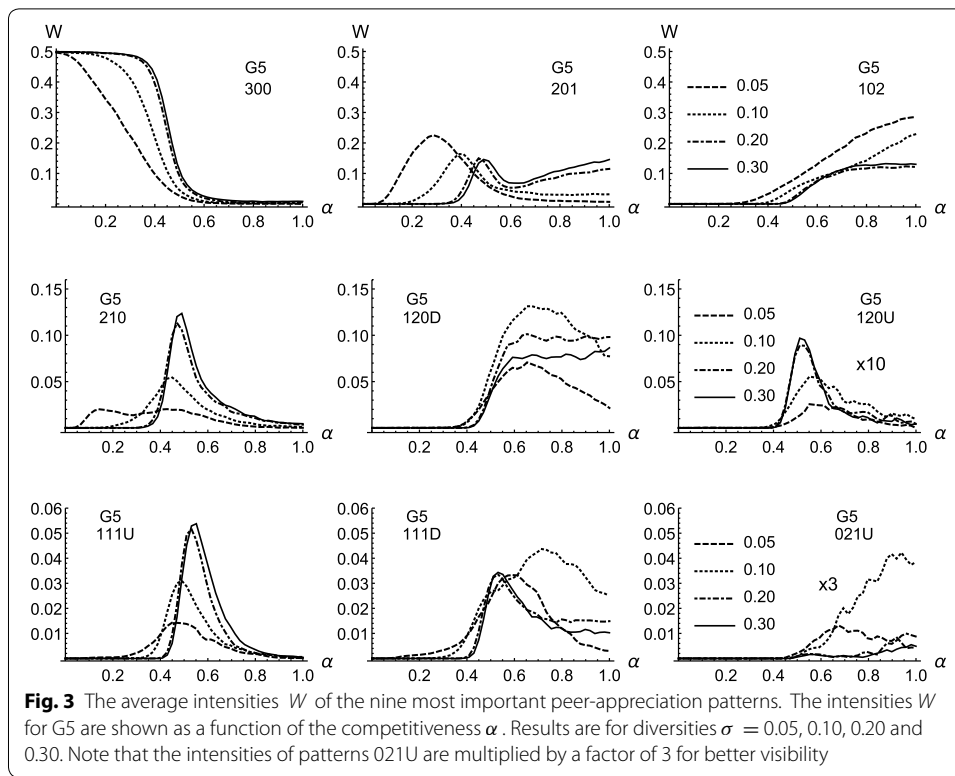 W
W
W
0.5
0.4
0.3
0.2
0.1
G5
300
0.2 0.4 0.6 0.8 1.0 α
0.5
0.4
0.3
0.2
0.1
G5
201
0.2 0.4 0.6 0.8 1.0 α
0.5
0.4
0.3
0.2
0.1
0.05
0.10
0.20
0.30
G5
102
0.2 0.4 0.6 0.8 1.0 α
0.15
0.10
0.05
G5
210
0.2 0.4 0.6 0.8 1.0 α
0.15
0.10
0.05
G5
120D
0.2 0.4 0.6 0.8 1.0 α
0.15
0.10
0.05
0.05
0.10
0.20
0.30
G5
120U
x10
0.2 0.4 0.6 0.8 1.0 α
0.06
0.05
0.04
0.03
0.02
0.01
G5
111U
0.2 0.4 0.6 0.8 1.0 α
0.06
0.05
0.04
0.03
0.02
0.01
G5
111D
0.2 0.4 0.6 0.8 1.0 α
0.06
0.05
0.04
0.03
0.02
0.01
0.05
0.10
0.20
0.30
G5
021U
x3
0.2 0.4 0.6 0.8 1.0 α
Fig. 3 The average intensities W of the nine most important peer-appreciation patterns. The intensities W
for G5 are shown as a function of the competitiveness α . Results are for diversities σ = 0.05, 0.10, 0.20 and
0.30. Note that the intensities of patterns 021U are multiplied by a factor of 3 for better visibility